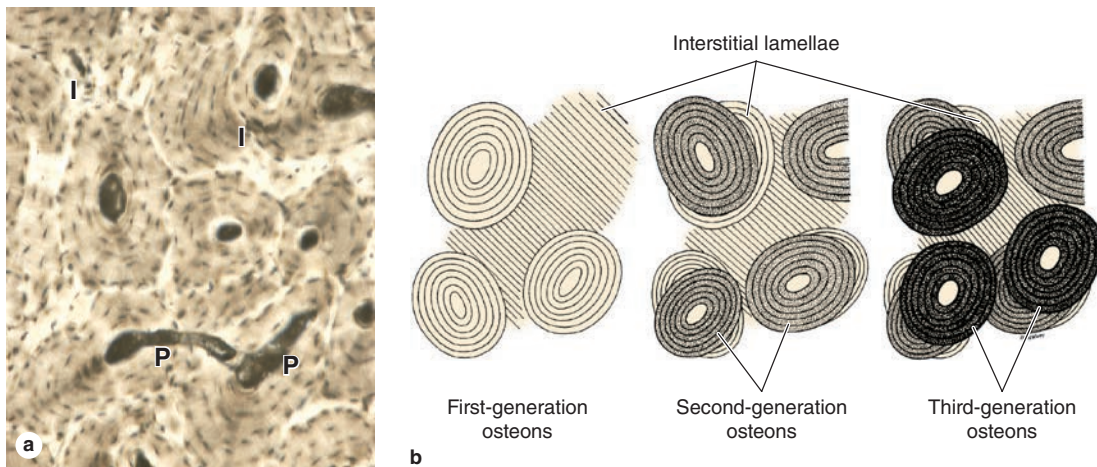 I
I
P
P
a
Interstitial lamellae
First-generation
osteons
Second-generation
osteons
Third-generation
osteons
b